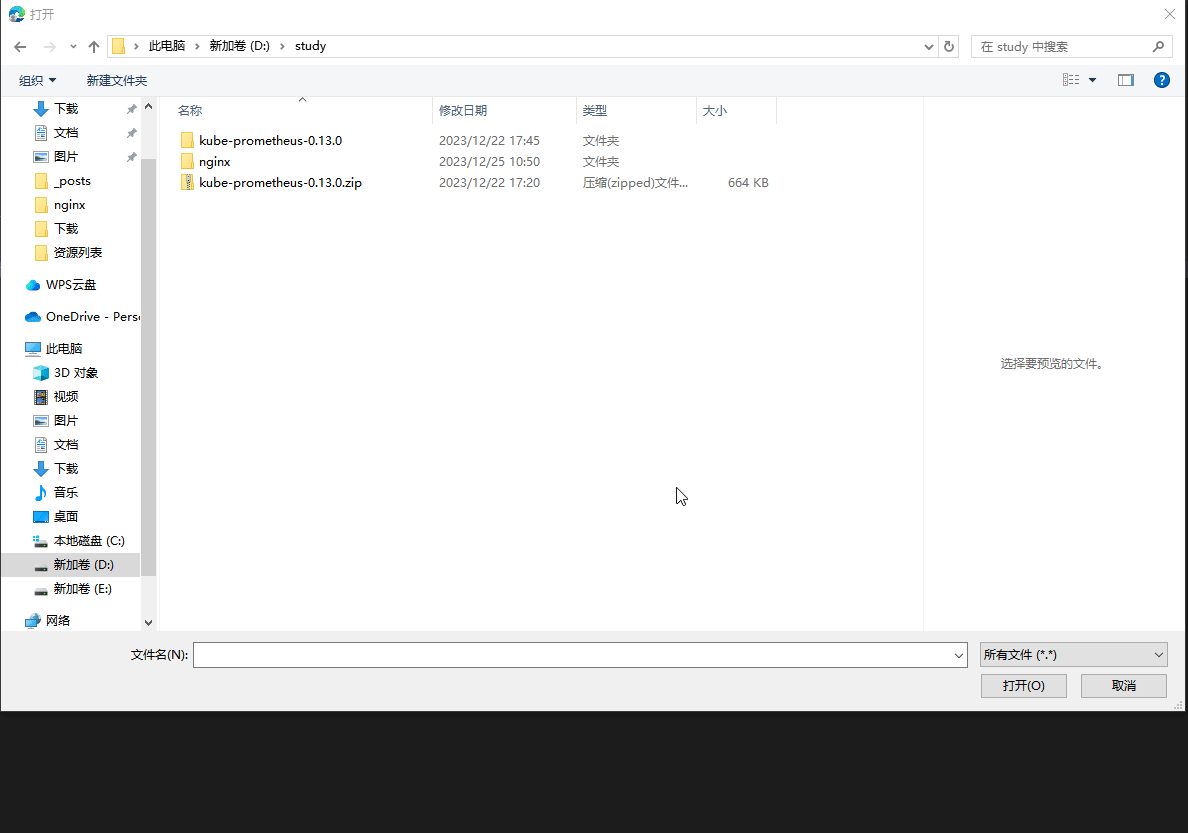 打开
此电脑 新加卷 (D:) study
在 study 中搜索
组织 新建文件夹
名称 修改日期 类型 大小
kube-prometheus-0.13.0 2023/12/22 17:45 文件夹
nginx 2023/12/25 10:50 文件夹
kube-prometheus-0.13.0.zip 2023/12/22 17:20 压缩(zipped)文件... 664 KB
下载
文档
图片
_posts
nginx
下载
资源列表
WPS云盘
OneDrive - Pers
此电脑
3D 对象
视频
图片
文档
下载
音乐
桌面
本地磁盘 (C:)
新加卷 (D:)
新加卷 (E:)
网络
选择要预览的文件。
文件名(N): 所有文件 (*.*)
打开(O) 取消